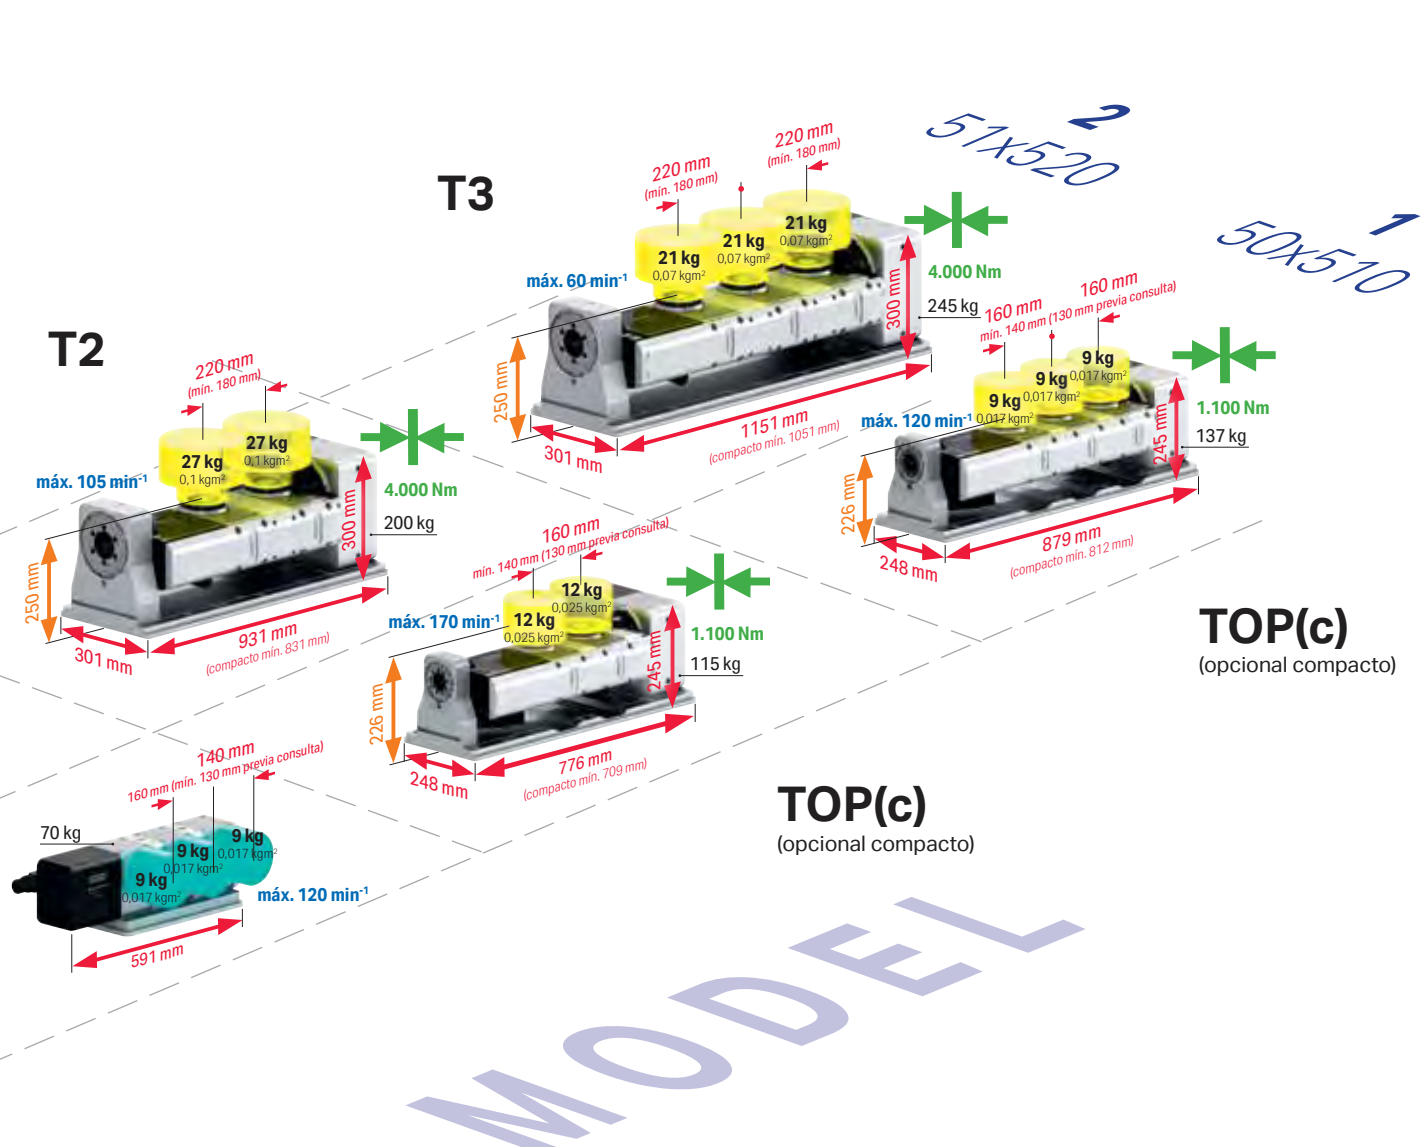 2
51x520
1
50x510
T3
220 mm
(mín. 180 mm)
220 mm
(mín. 180 mm)
21 kg
0,07 kgm²
21 kg
0,07 kgm²
21 kg
0,07 kgm²
máx. 60 min-1
4.000 Nm
245 kg
300 mm
250 mm
301 mm
1151 mm
(compacto mín. 1051 mm)
160 mm
160 mm
mín. 140 mm (130 mm previa consulta)
9 kg
0,017 kgm²
9 kg
0,017 kgm²
9 kg
0,017 kgm²
máx. 120 min-1
1.100 Nm
137 kg
245 mm
226 mm
248 mm
879 mm
(compacto mín. 812 mm)
TOP(c)
(opcional compacto)
T2
220 mm
(mín. 180 mm)
27 kg
0,1 kgm²
27 kg
0,1 kgm²
máx. 105 min-1
4.000 Nm
200 kg
300 mm
250 mm
301 mm
931 mm
(compacto mín. 831 mm)
160 mm
mín. 140 mm (130 mm previa consulta)
12 kg
0,025 kgm²
12 kg
0,025 kgm²
máx. 170 min-1
1.100 Nm
115 kg
245 mm
226 mm
248 mm
776 mm
(compacto mín. 709 mm)
TOP(c)
(opcional compacto)
140 mm
160 mm (mín. 130 mm previa consulta)
70 kg
9 kg
0,017 kgm²
9 kg
0,017 kgm²
9 kg
0,017 kgm²
máx. 120 min-1
591 mm
MODEL